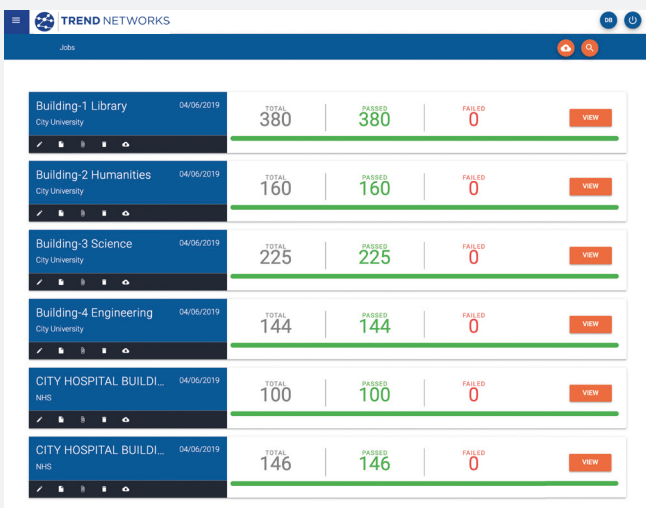 TREND NETWORKS
DB
Jobs
Building-1 Library 04/06/2019
City University
TOTAL PASSED FAILED
380 380 0
VIEW
Building-2 Humanities 04/06/2019
City University
TOTAL PASSED FAILED
160 160 0
VIEW
Building-3 Science 04/06/2019
City University
TOTAL PASSED FAILED
225 225 0
VIEW
Building-4 Engineering 04/06/2019
City University
TOTAL PASSED FAILED
144 144 0
VIEW
CITY HOSPITAL BUILDI... 04/06/2019
NHS
TOTAL PASSED FAILED
100 100 0
VIEW
CITY HOSPITAL BUILDI... 04/06/2019
NHS
TOTAL PASSED FAILED
146 146 0
VIEW